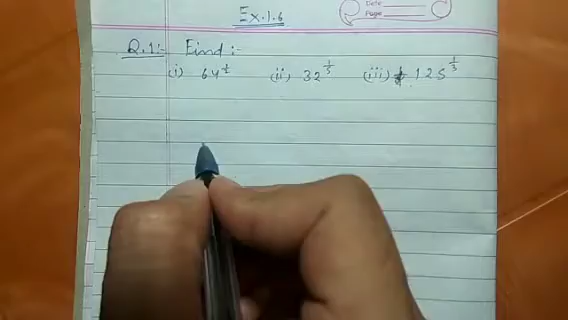 Date
Page
Ex.1.6
Q.1:- Find :-
(i) 64^1/2 (ii) 32^1/5 (iii) 125^1/3